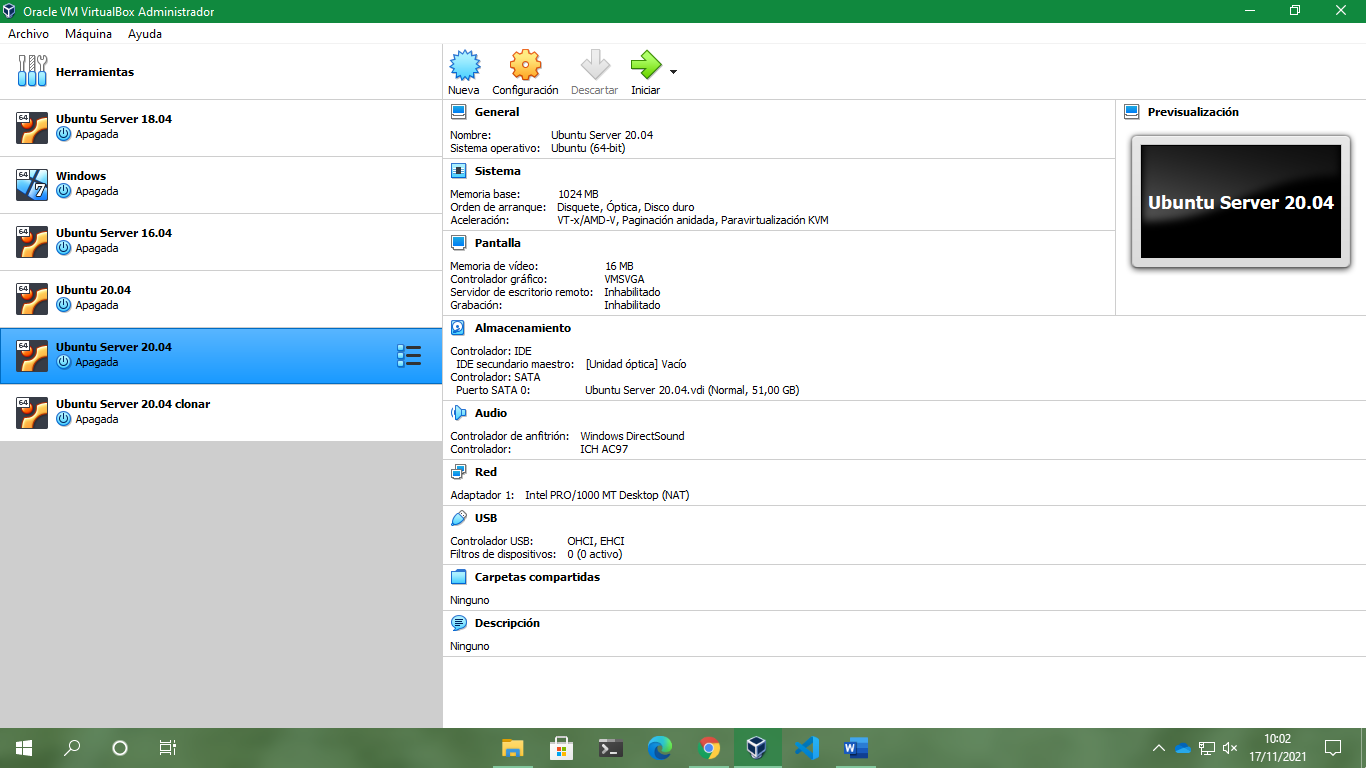 Oracle VM VirtualBox Administrador
Archivo Máquina Ayuda
Herramientas
Nueva Configuración Descartar Iniciar
64
Ubuntu Server 18.04
Apagada
64
7
Windows
Apagada
64
Ubuntu Server 16.04
Apagada
64
Ubuntu 20.04
Apagada
64
Ubuntu Server 20.04
Apagada
64
Ubuntu Server 20.04 clonar
Apagada
General
Nombre: Ubuntu Server 20.04
Sistema operativo: Ubuntu (64-bit)
Sistema
Memoria base: 1024 MB
Orden de arranque: Disquete, Óptica, Disco duro
Aceleración: VT-x/AMD-V, Paginación anidada, Paravirtualización KVM
Pantalla
Memoria de vídeo: 16 MB
Controlador gráfico: VMSVGA
Servidor de escritorio remoto: Inhabilitado
Grabación: Inhabilitado
Previsualización
Ubuntu Server 20.04
Almacenamiento
Controlador: IDE
IDE secundario maestro: [Unidad óptica] Vacío
Controlador: SATA
Puerto SATA 0: Ubuntu Server 20.04.vdi (Normal, 51,00 GB)
Audio
Controlador de anfitrión: Windows DirectSound
Controlador: ICH AC97
Red
Adaptador 1: Intel PRO/1000 MT Desktop (NAT)
USB
Controlador USB: OHCI, EHCI
Filtros de dispositivos: 0 (0 activo)
Carpetas compartidas
Ninguno
Descripción
Ninguno
10:02
17/11/2021